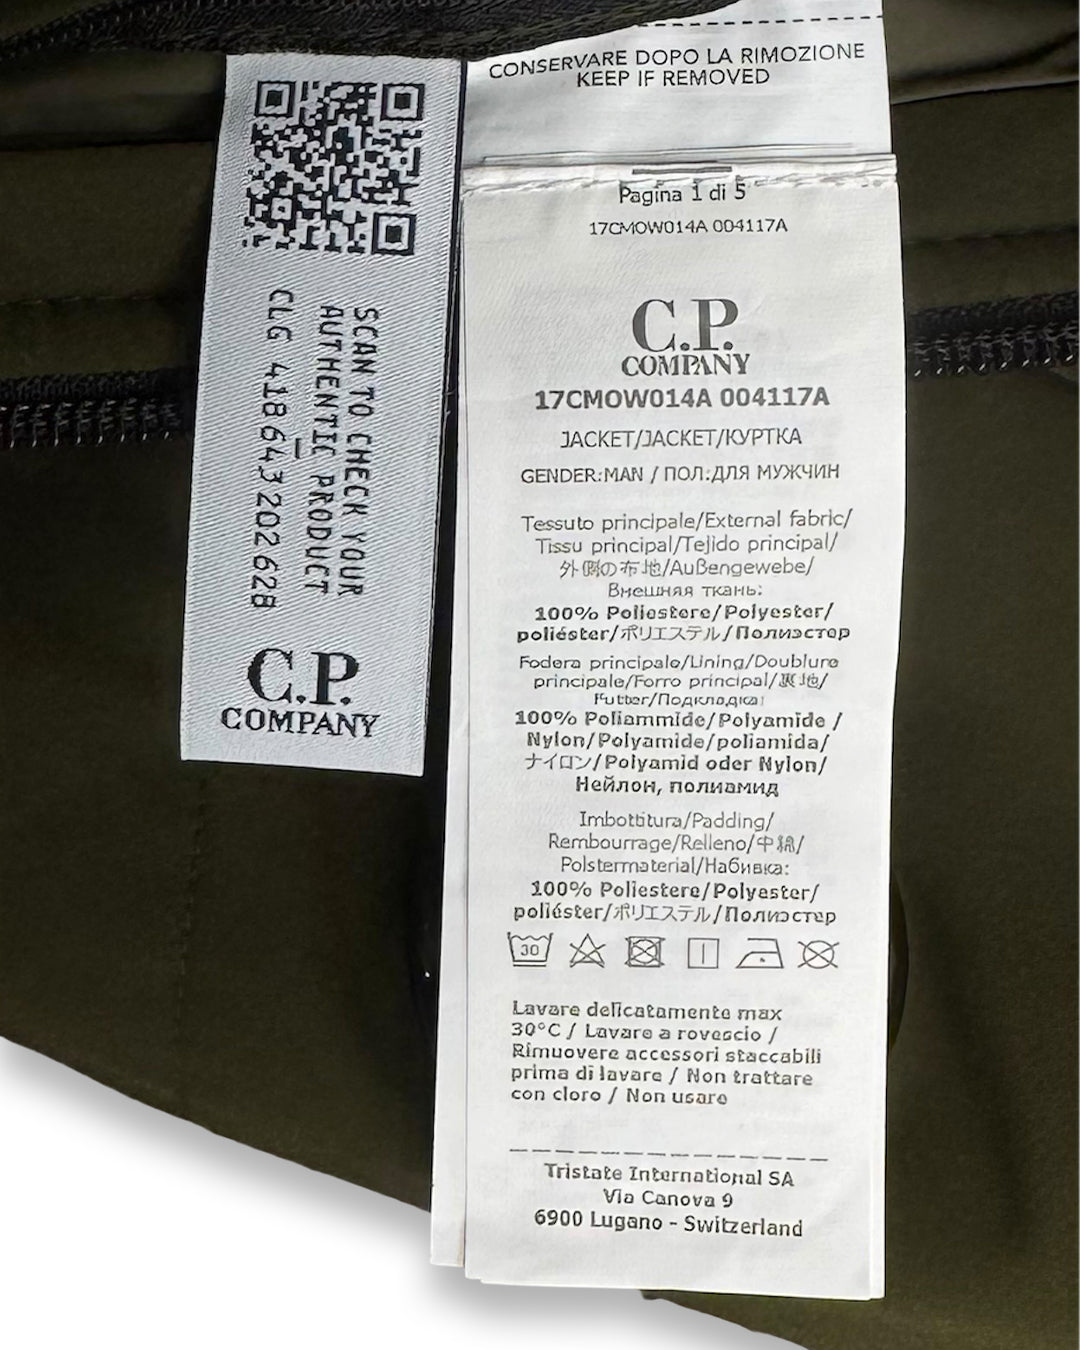 CONSERVARE DOPO LA RIMOZIONE
KEEP IF REMOVED
SCAN TO CHECK YOUR
AUTHENTIC PRODUCT
CLG 418643202628
C.P.
COMPANY
Pagina 1 di 5
17CMOW014A 004117A
C.P.
COMPANY
17CMOW014A 004117A
JACKET/JACKET/КУРТКА
GENDER:MAN / ПОЛ:ДЛЯ МУЖЧИН
Tessuto principale/External fabric/
Tissu principal/Tejido principal/
外側の布地/Außengewebe/
Внешняя ткань:
100% Poliestere/Polyester/
poliéster/ポリエステル/Полиэстер
Fodera principale/Lining/Doublure
principale/Forro principal/裏地/
Futter/Подкладка:
100% Poliammide/Polyamide /
Nylon/Polyamide/poliamida/
ナイロン/Polyamid oder Nylon/
Нейлон, полиамид
Imbottitura/Padding/
Rembourrage/Relleno/中綿/
Polstermaterial/Набивка:
100% Poliestere/Polyester/
poliéster/ポリエステル/Полиэстер
30
Lavare delicatamente max
30°C / Lavare a rovescio /
Rimuovere accessori staccabili
prima di lavare / Non trattare
con cloro / Non usare
Tristate International SA
Via Canova 9
6900 Lugano - Switzerland